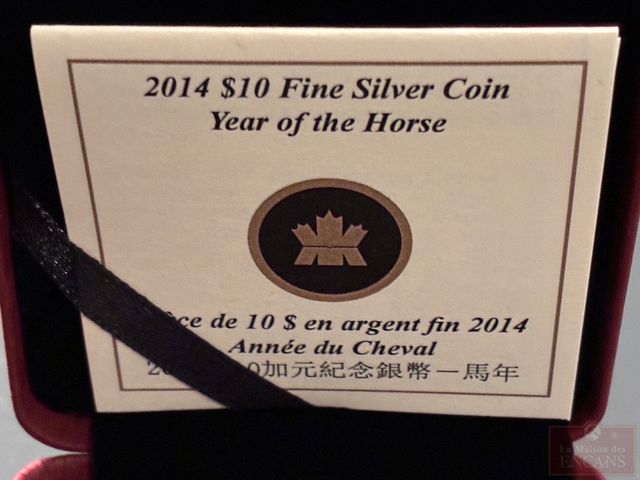 2014 $10 Fine Silver Coin
Year of the Horse
de 10 $ en argent fin 2014
Année du Cheval
加元紀念銀幣－馬年
La Maison des
ENCANS